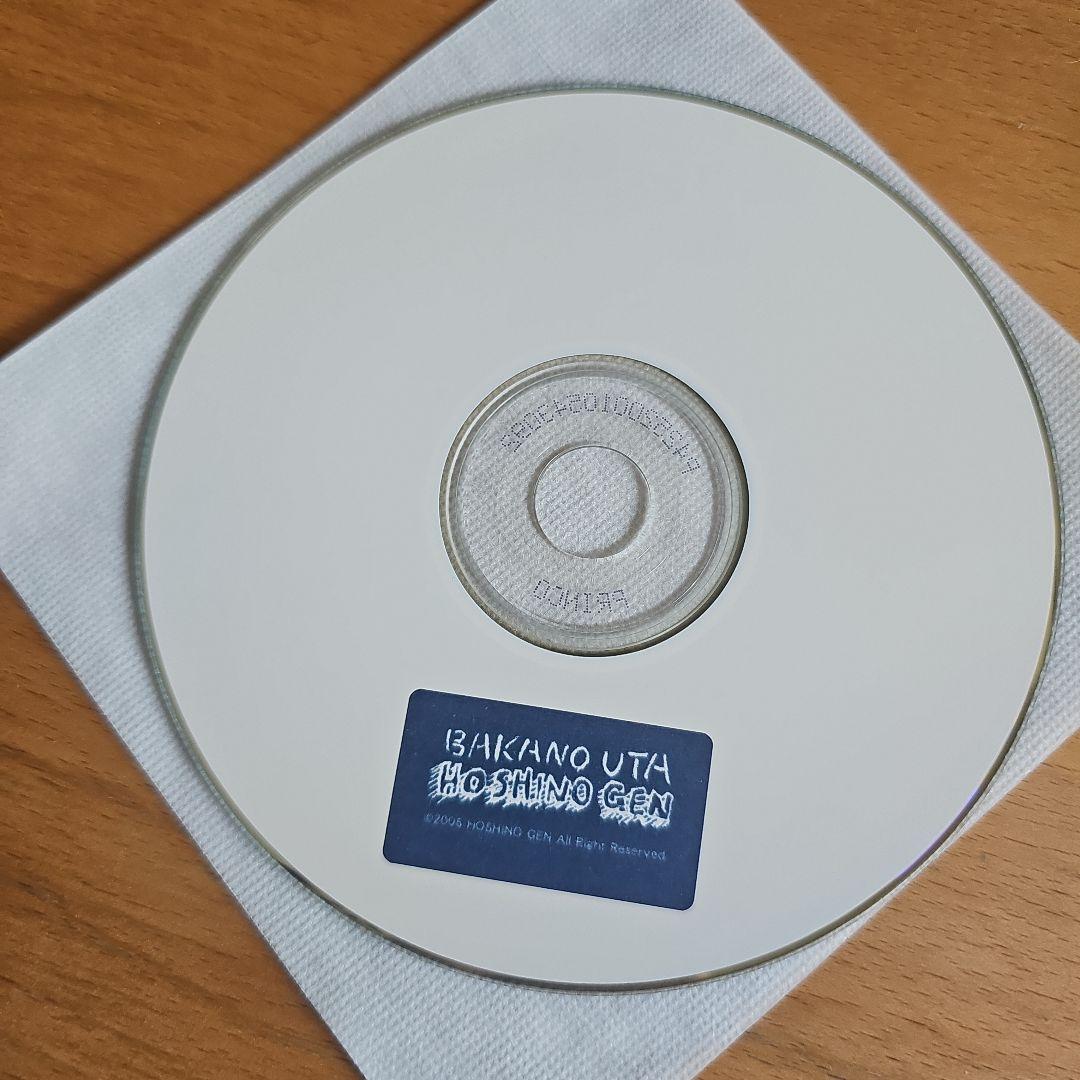 BAKANO UTA
HOSHINO GEN
©2005 HOSHINO GEN All Right Reserved
PRINCO